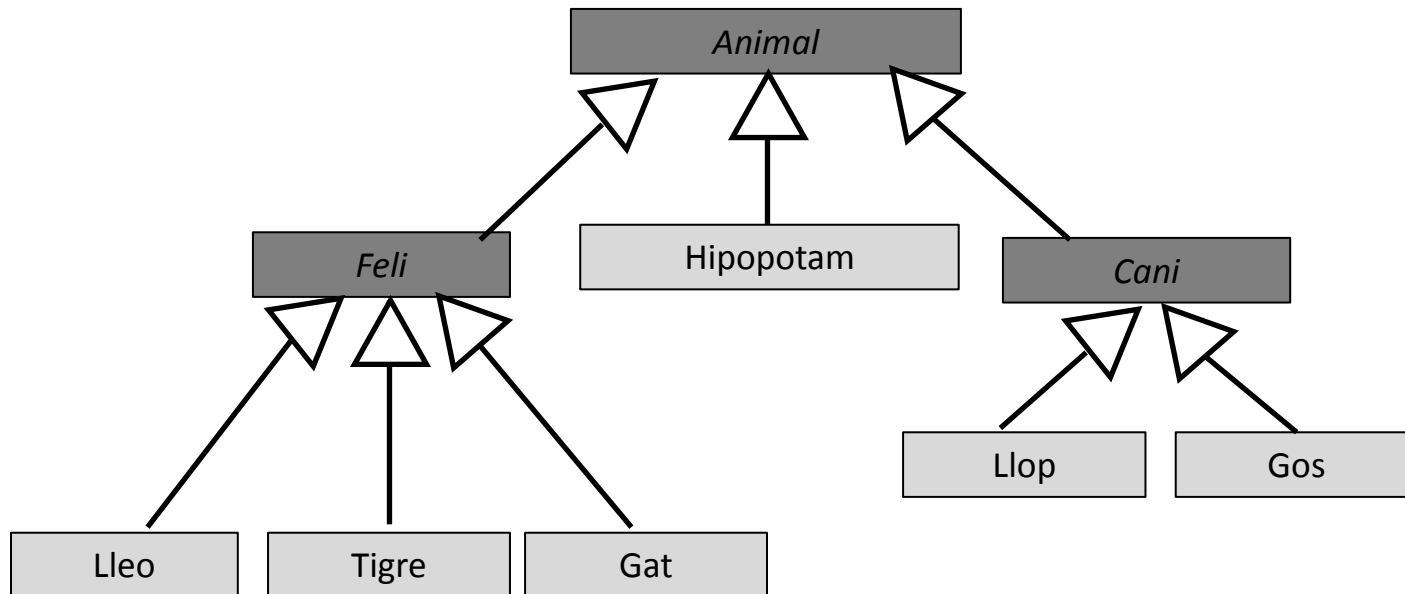 Animal
Feli
Hipopotam
Cani
Llop
Gos
Lleo
Tigre
Gat